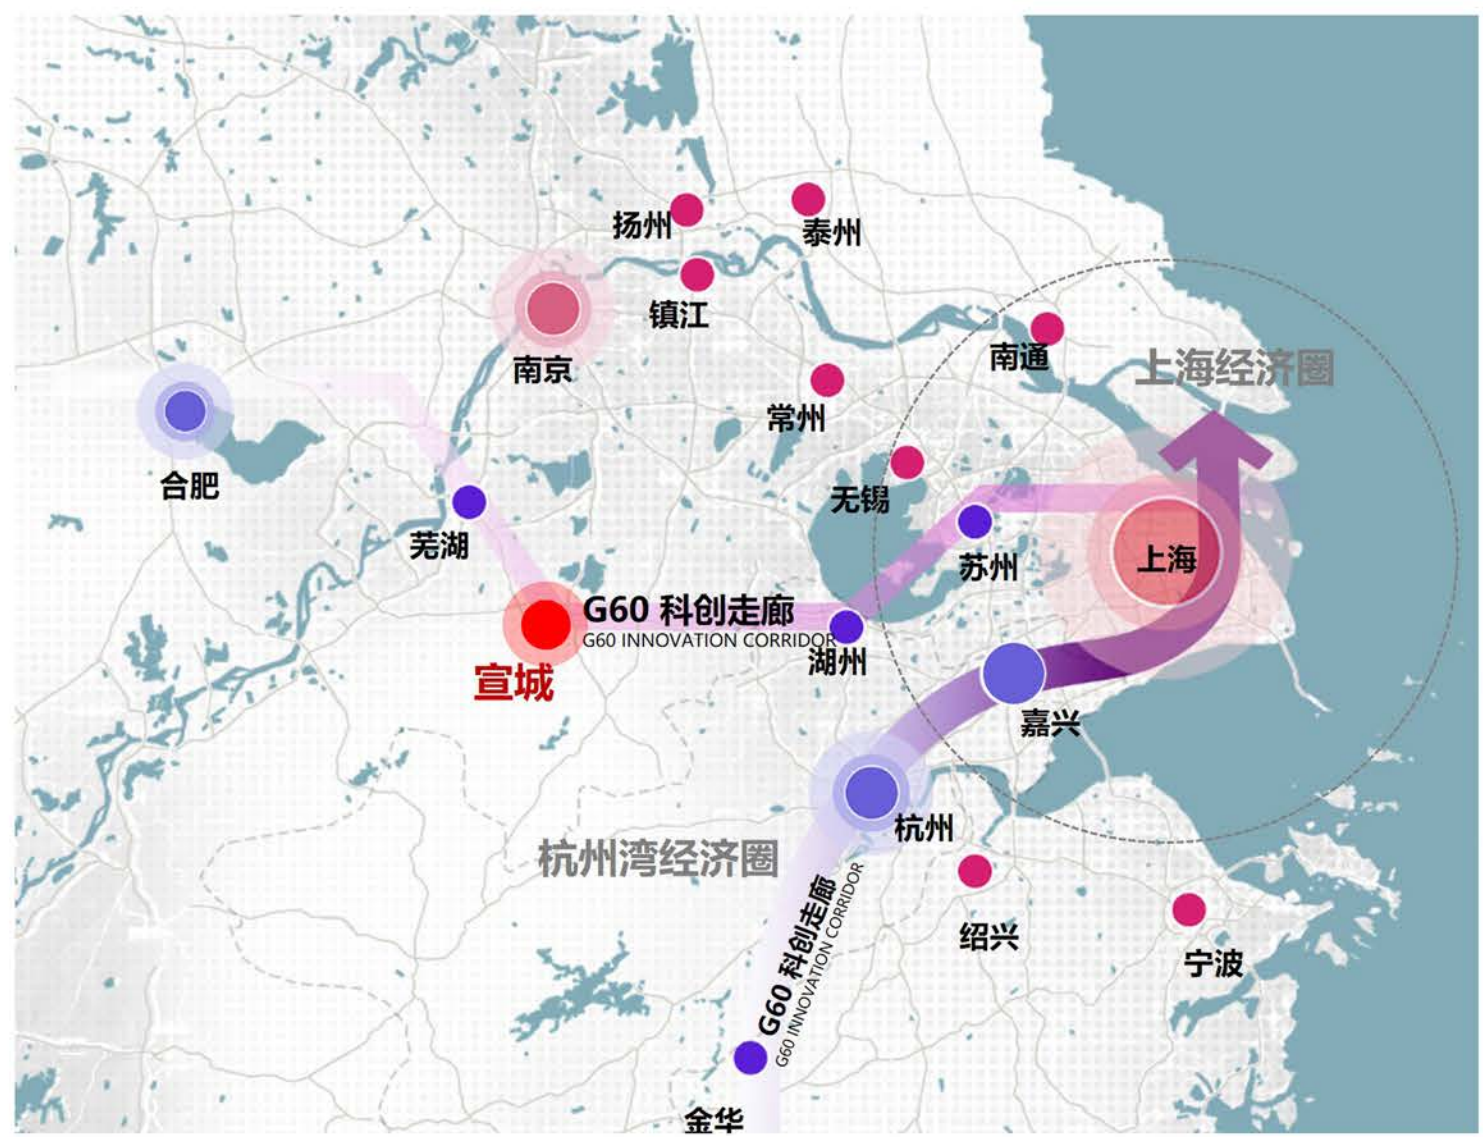 扬州
泰州
镇江
南京
南通
上海经济圈
常州
合肥
无锡
芜湖
上海
苏州
G60 科创走廊
G60 INNOVATION CORRIDOR
湖州
宣城
嘉兴
杭州
杭州湾经济圈
G60 科创走廊
G60 INNOVATION CORRIDOR
绍兴
宁波
金华